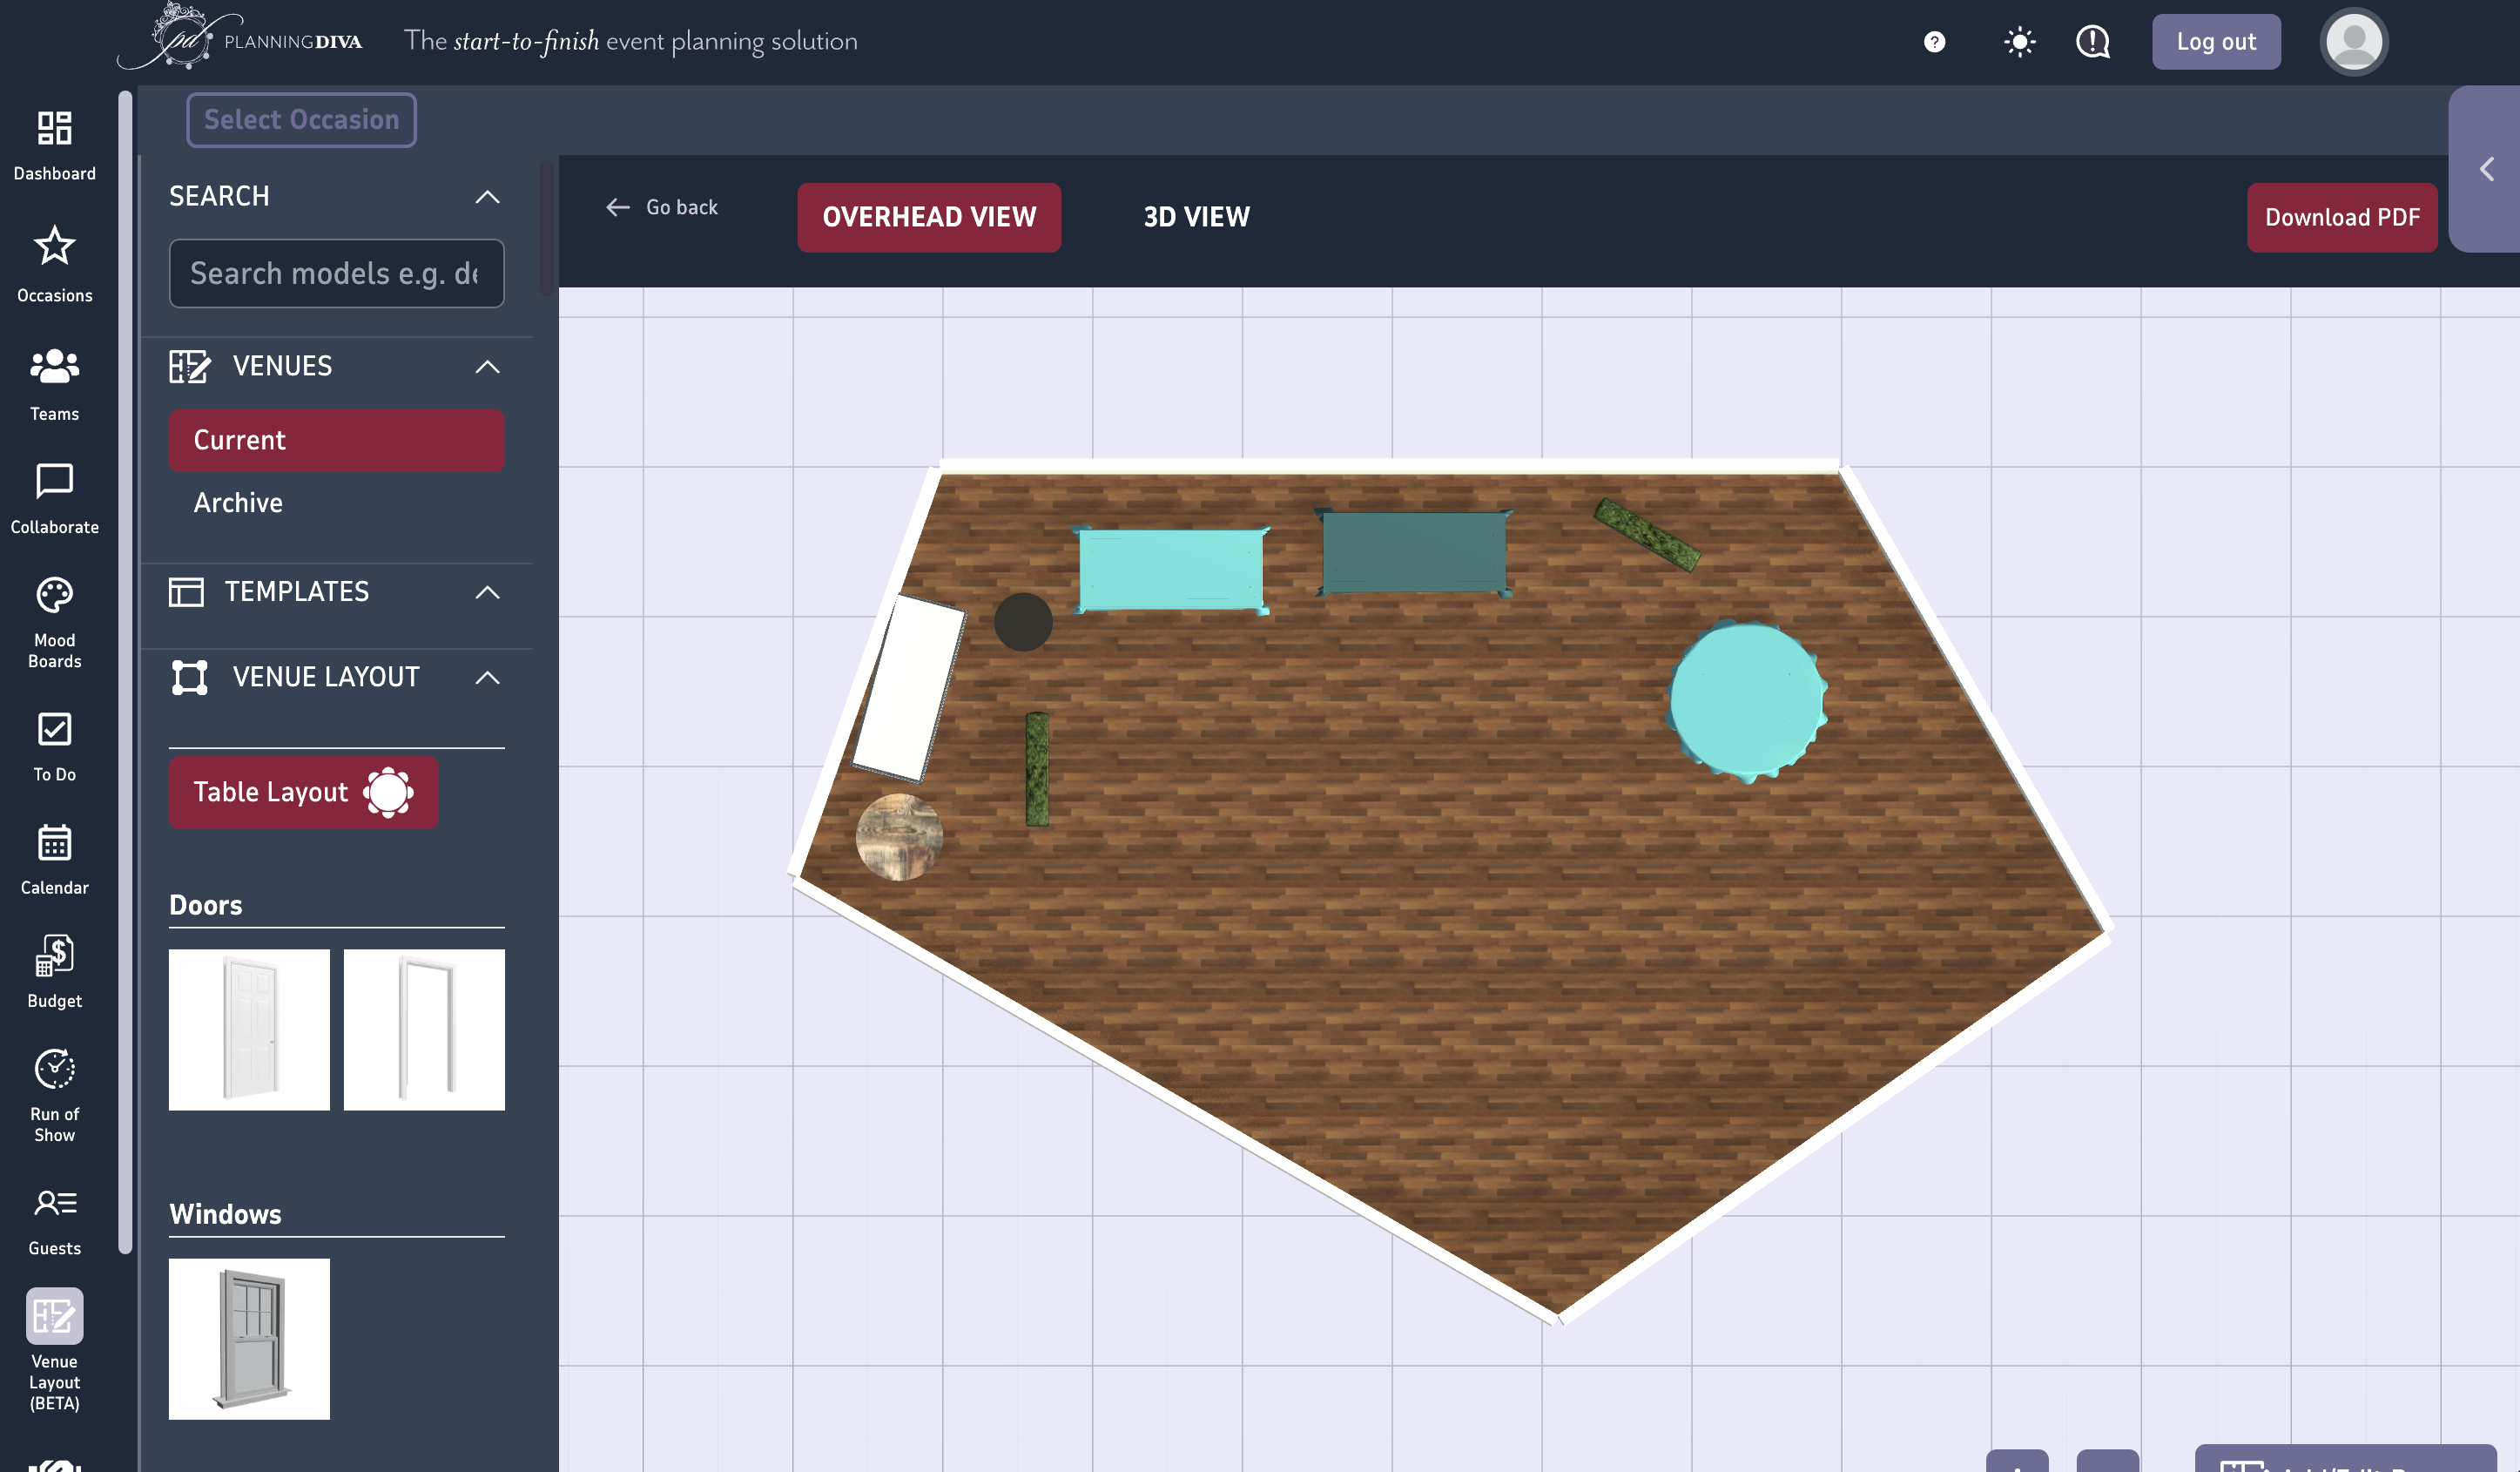 pd PLANNINGDIVA
The start-to-finish event planning solution
?
Log out
Select Occasion
Dashboard
Occasions
Teams
Collaborate
Mood
Boards
To Do
Calendar
Budget
Run of
Show
Guests
Venue
Layout
(BETA)
SEARCH
Search models e.g. de
VENUES
Current
Archive
TEMPLATES
VENUE LAYOUT
Table Layout
Doors
Windows
Go back
OVERHEAD VIEW
3D VIEW
Download PDF